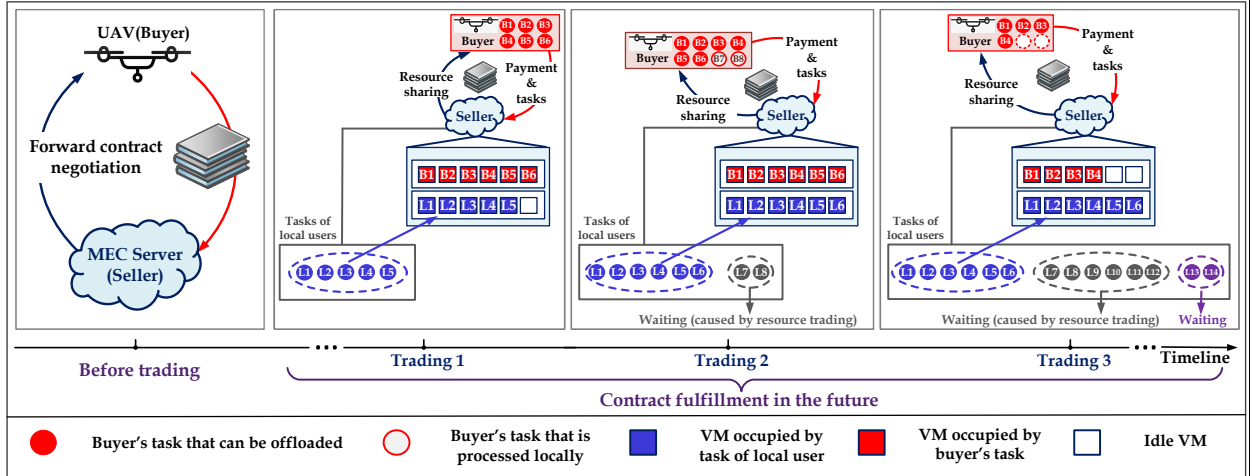 UAV(Buyer)
Forward contract
negotiation
MEC Server
(Seller)
B1 B2 B3
Buyer B4 B5 B6
Resource
sharing
Payment
&
tasks
Seller
B1 B2 B3 B4 B5 B6
L1 L2 L3 L4 L5
Tasks of
local users
L1 L2 L3 L4 L5
B1 B2 B3 B4
Buyer B5 B6 B7 B8
Resource
sharing
Payment
&
tasks
Seller
B1 B2 B3 B4 B5 B6
L1 L2 L3 L4 L5 L6
Tasks of
local users
L1 L2 L3 L4 L5 L6 L7 L8
Waiting (caused by resource trading)
B1 B2 B3
Buyer B4
Resource
sharing
Payment
&
tasks
Seller
B1 B2 B3 B4
L1 L2 L3 L4 L5 L6
Tasks of
local users
L1 L2 L3 L4 L5 L6 L7 L8 L9 L10 L11 L12 L13 L14
Waiting (caused by resource trading) Waiting
Before trading
Trading 1
Trading 2
Trading 3
Timeline
Contract fulfillment in the future
Buyer's task that can be offloaded
Buyer's task that is
processed locally
VM occupied by
task of local user
VM occupied by
buyer's task
Idle VM